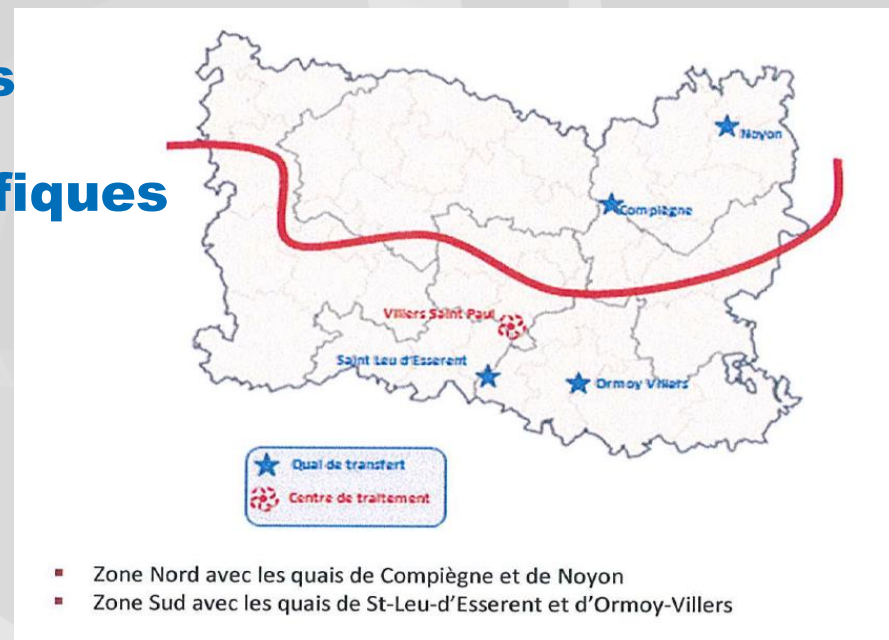 s
fiques
Noyon
Compiègne
Villers Saint Paul
Saint Leu d'Esserent
Ormoy Villers
Quai de transfert
Centre de traitement
Zone Nord avec les quais de Compiègne et de Noyon
Zone Sud avec les quais de St-Leu-d'Esserent et d'Ormoy-Villers